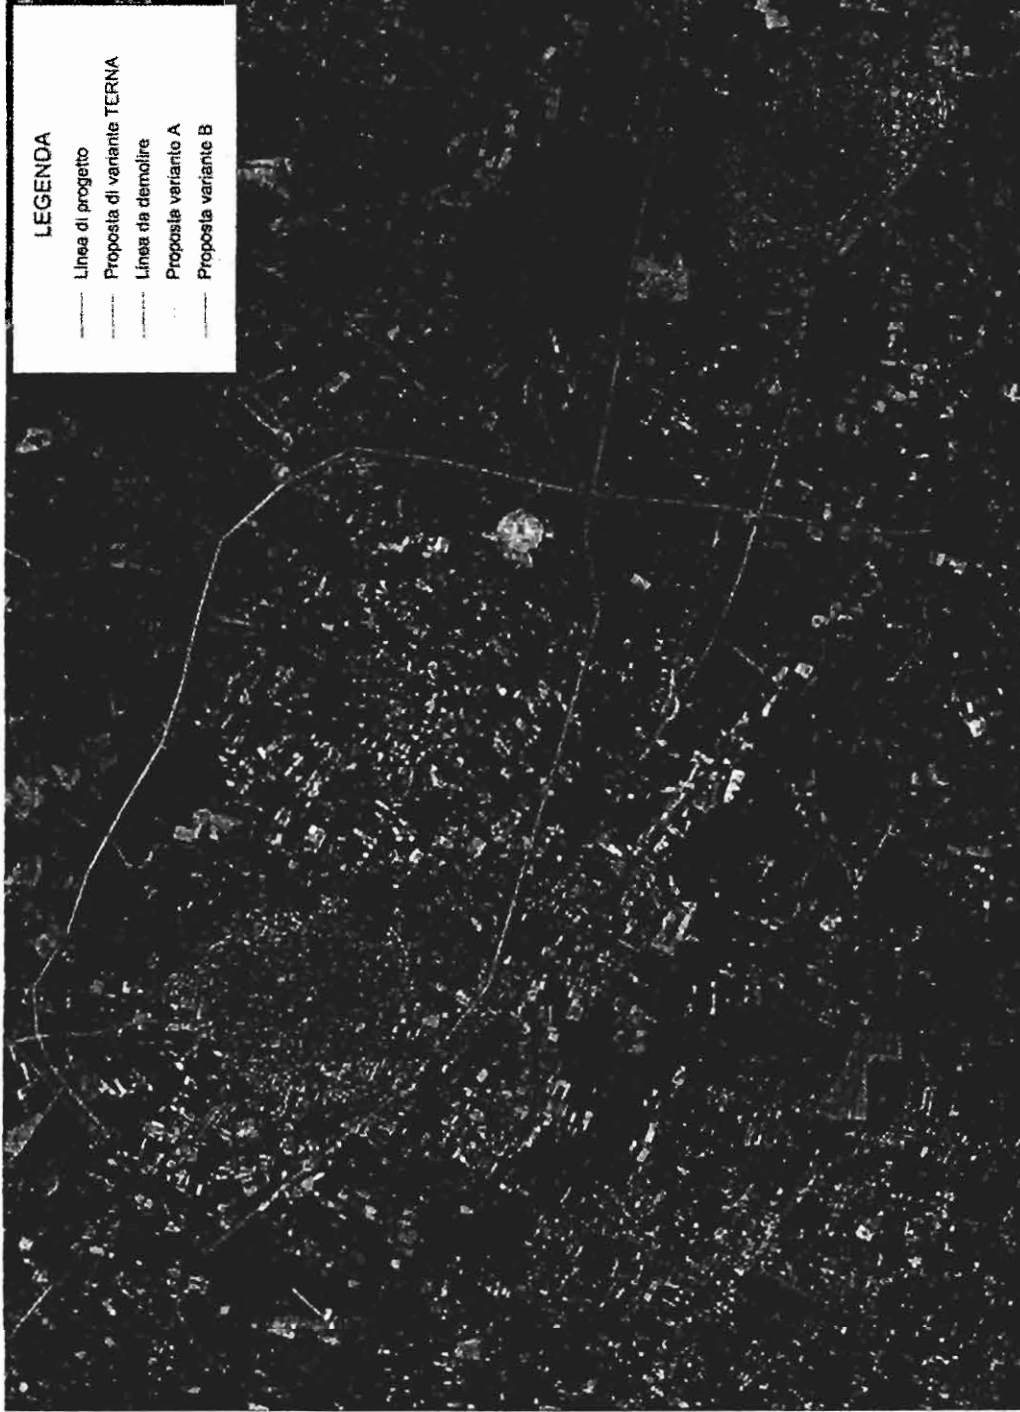 LEGENDA
Linea di progetto
Proposta di variante TERNA
Linea da demolire
Proposta variante A
Proposta variante B